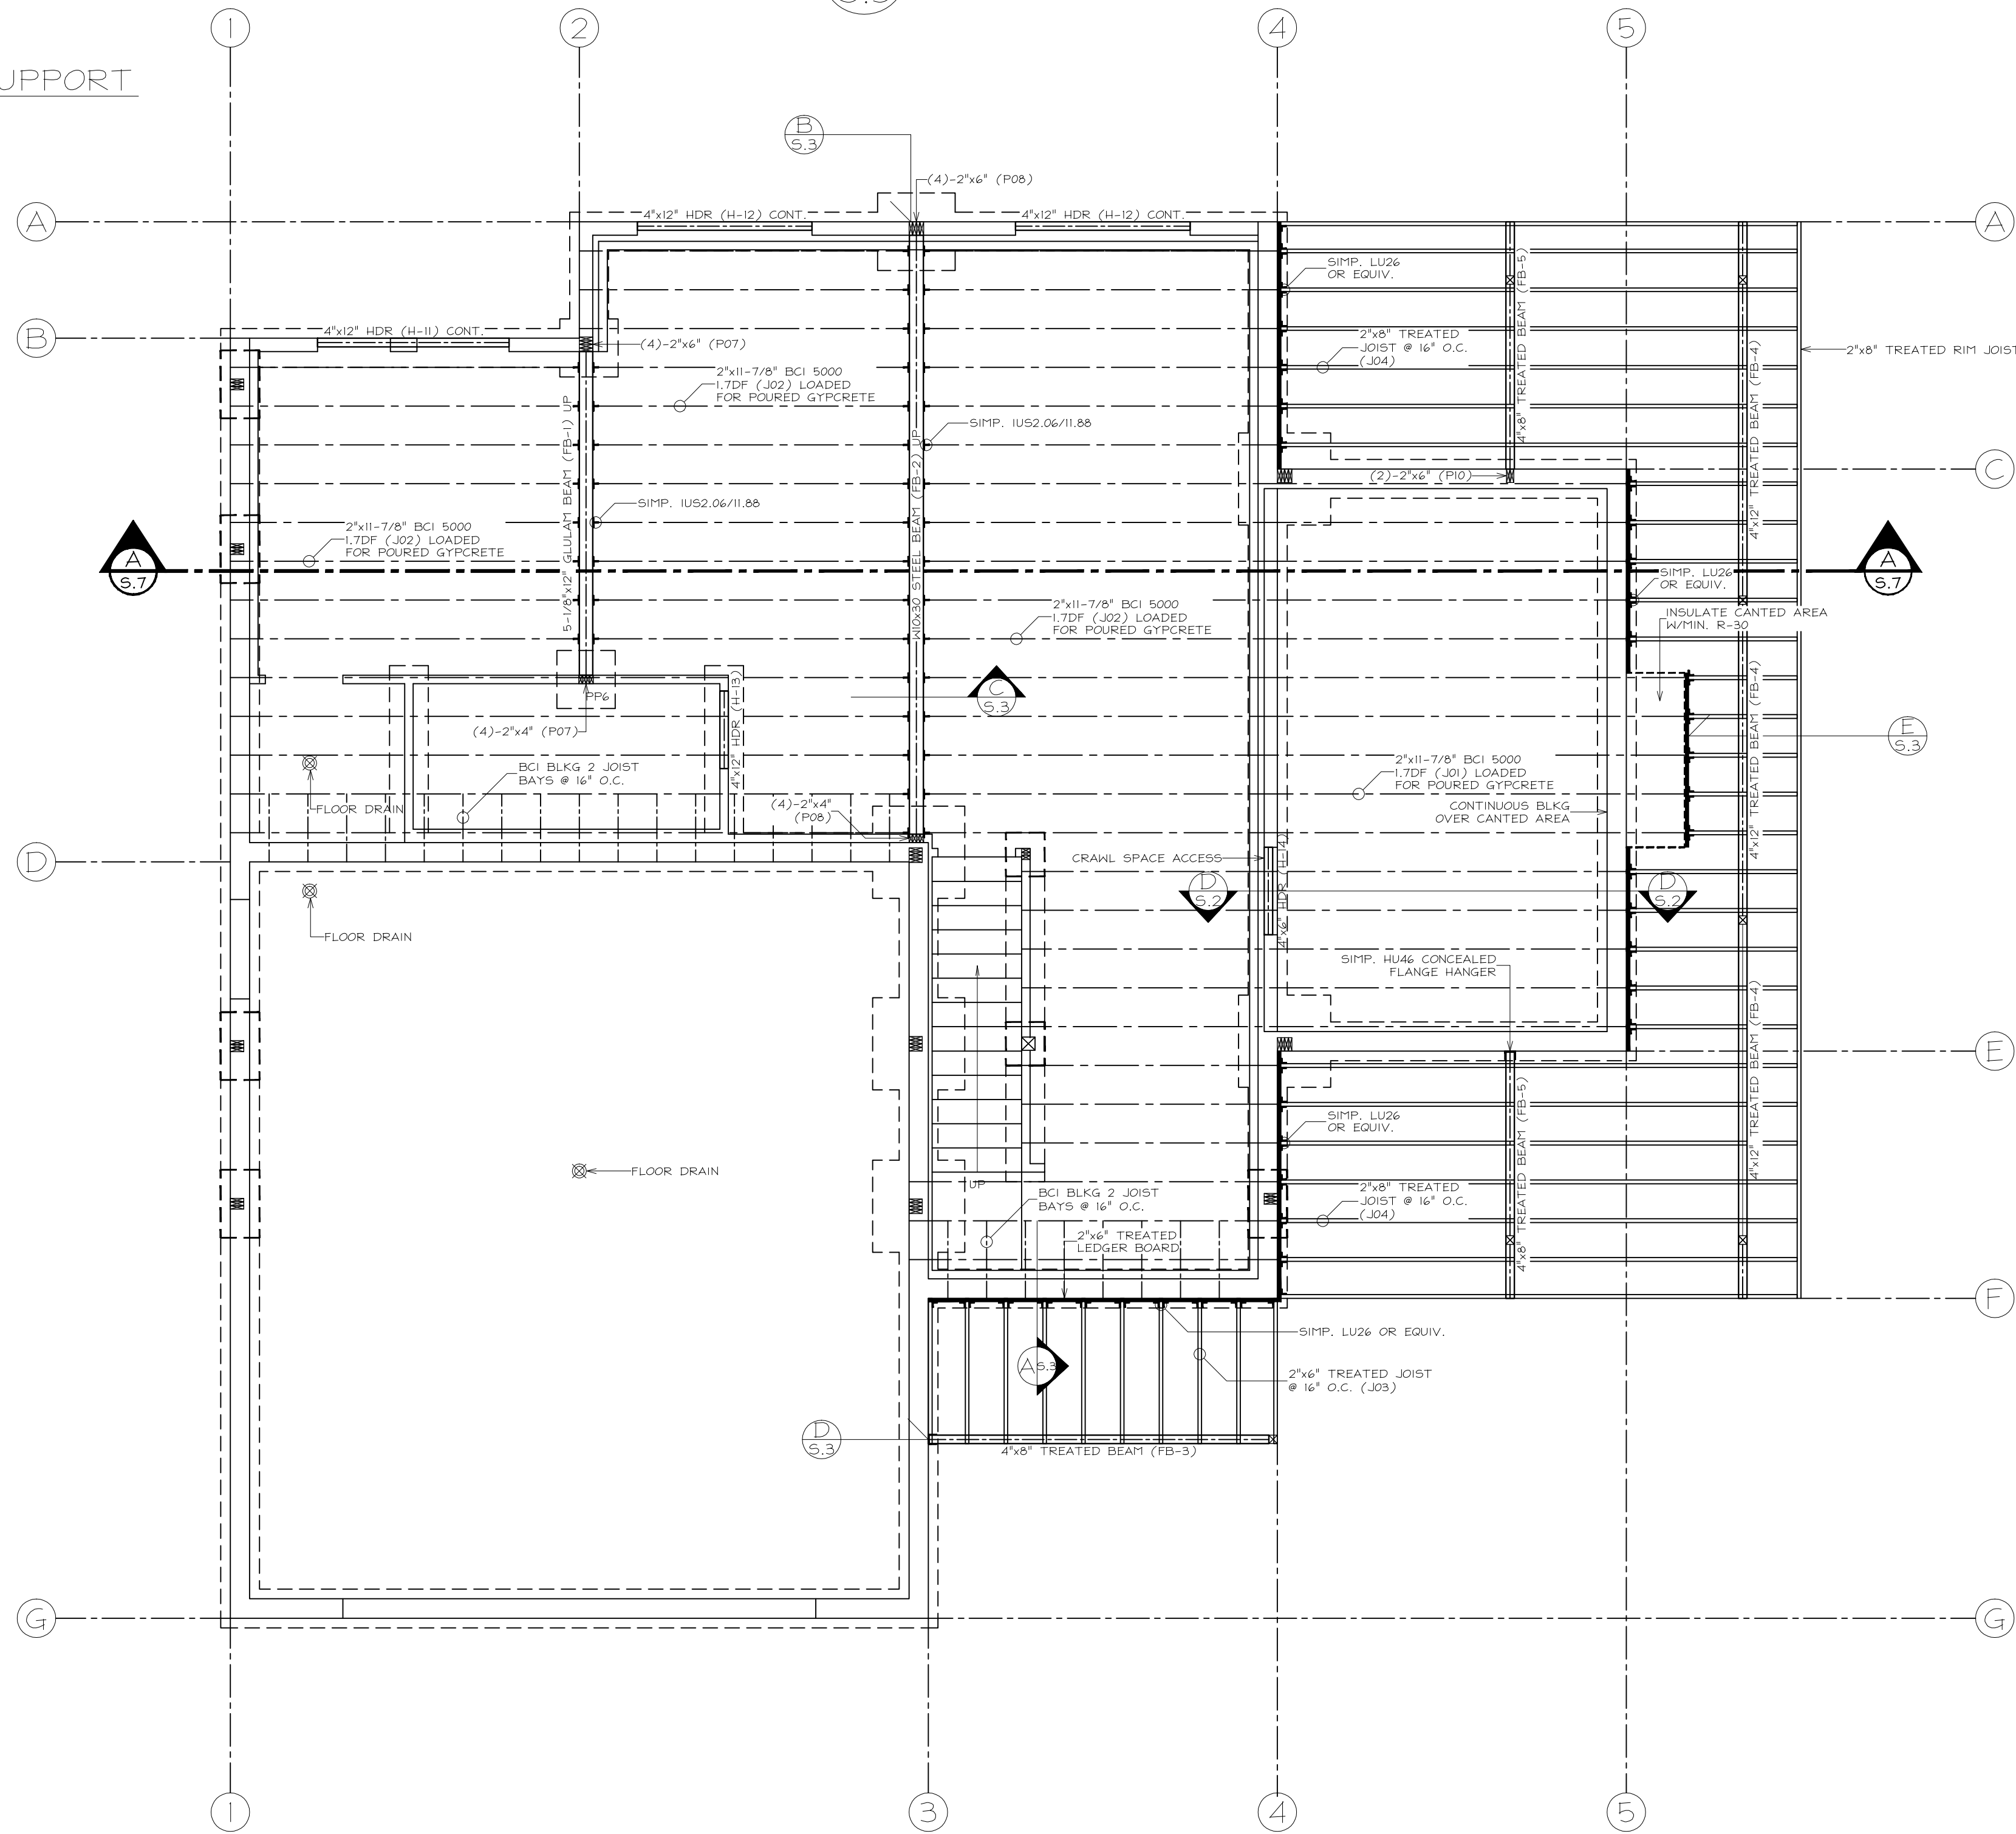 S.3
UPPORT
1
2
4
5
B
S.3
(4)-2"x6" (P08)
A
4"x12" HDR (H-12) CONT.
4"x12" HDR (H-12) CONT.
A
SIMP. LU26
OR EQUIV.
4"x8" TREATED BEAM (FB-5)
B
4"x12" HDR (H-11) CONT.
(4)-2"x6" (P07)
2"x8" TREATED
JOIST @ 16" O.C.
(J04)
4"x12" TREATED BEAM (FB-4)
2"x8" TREATED RIM JOIST
2"x11-7/8" BCI 5000
1.7DF (J02) LOADED
FOR POURED GYPCRETE
5-1/8"x12" GLULAM BEAM (FB-1) UP
W10x30 STEEL BEAM (FB-2) UP
SIMP. IUS2.06/11.88
(2)-2"x6" (P10)
C
SIMP. IUS2.06/11.88
2"x11-7/8" BCI 5000
1.7DF (J02) LOADED
FOR POURED GYPCRETE
A
S.7
A
S.7
SIMP. LU26
OR EQUIV.
2"x11-7/8" BCI 5000
1.7DF (J02) LOADED
FOR POURED GYPCRETE
INSULATE CANTED AREA
W/MIN. R-30
PP6
4"x12" HDR (H-13)
C
S.3
4"x12" TREATED BEAM (FB-4)
(4)-2"x4" (P07)
E
S.3
BCI BLKG 2 JOIST
BAYS @ 16" O.C.
2"x11-7/8" BCI 5000
1.7DF (J01) LOADED
FOR POURED GYPCRETE
FLOOR DRAIN
(4)-2"x4"
(P08)
CONTINUOUS BLKG
OVER CANTED AREA
D
CRAWL SPACE ACCESS
4"x6" HDR (H-14)
D
S.2
D
S.2
FLOOR DRAIN
SIMP. HU46 CONCEALED
FLANGE HANGER
4"x12" TREATED BEAM (FB-4)
E
4"x8" TREATED BEAM (FB-5)
SIMP. LU26
OR EQUIV.
FLOOR DRAIN
UP
BCI BLKG 2 JOIST
BAYS @ 16" O.C.
2"x8" TREATED
JOIST @ 16" O.C.
(J04)
2"x6" TREATED
LEDGER BOARD
F
SIMP. LU26 OR EQUIV.
A
S.3
2"x6" TREATED JOIST
@ 16" O.C. (J03)
D
S.3
4"x8" TREATED BEAM (FB-3)
G
G
1
3
4
5